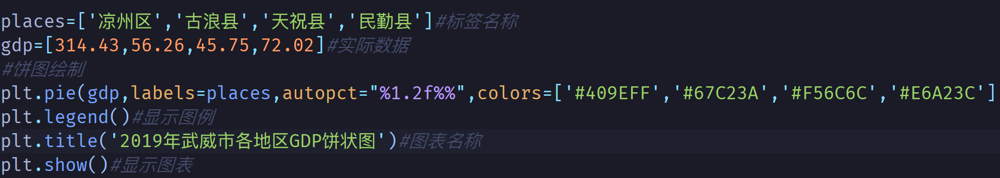 places=['凉州区','古浪县','天祝县','民勤县']#标签名称
gdp=[314.43,56.26,45.75,72.02]#实际数据
#饼图绘制
plt.pie(gdp,labels=places,autopct="%1.2f%%",colors=['#409EFF','#67C23A','#F56C6C','#E6A23C']
plt.legend()#显示图例
plt.title('2019年武威市各地区GDP饼状图')#图表名称
plt.show()#显示图表